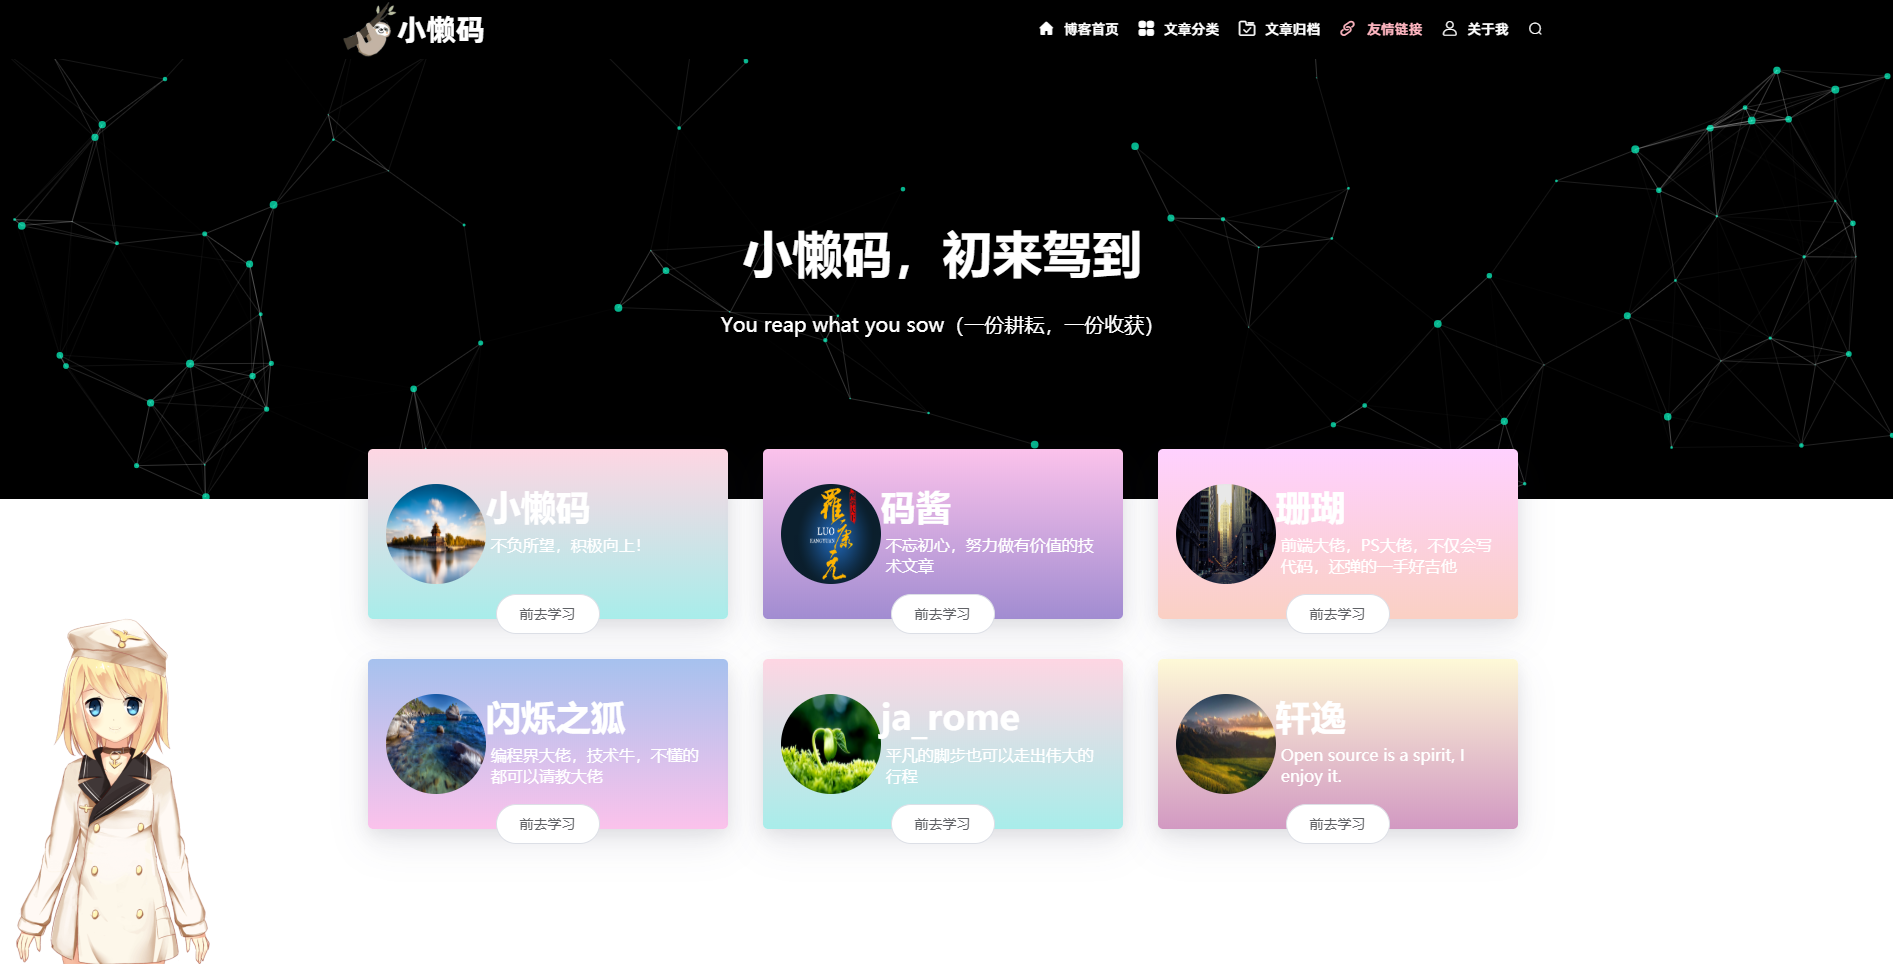 小懒码
博客首页
文章分类
文章归档
友情链接
关于我
小懒码，初来驾到
You reap what you sow（一份耕耘，一份收获）
小懒码
不负所望，积极向上！
前去学习
羅康元
LUO
KANGYUAN
码酱
不忘初心，努力做有价值的技
术文章
前去学习
珊瑚
前端大佬，PS大佬，不仅会写
代码，还弹的一手好吉他
前去学习
闪烁之狐
编程界大佬，技术牛，不懂的
都可以请教大佬
前去学习
ja_rome
平凡的脚步也可以走出伟大的
行程
前去学习
轩逸
Open source is a spirit, I
enjoy it.
前去学习